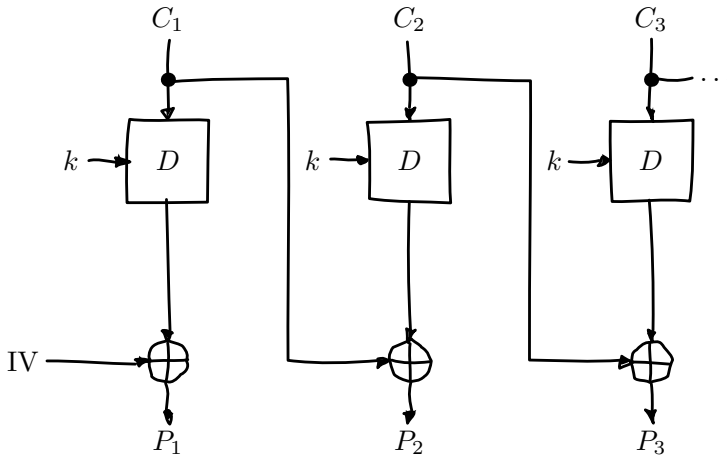 C₁ C₂ C₃
. .
k D k D k D
IV
P₁ P₂ P₃